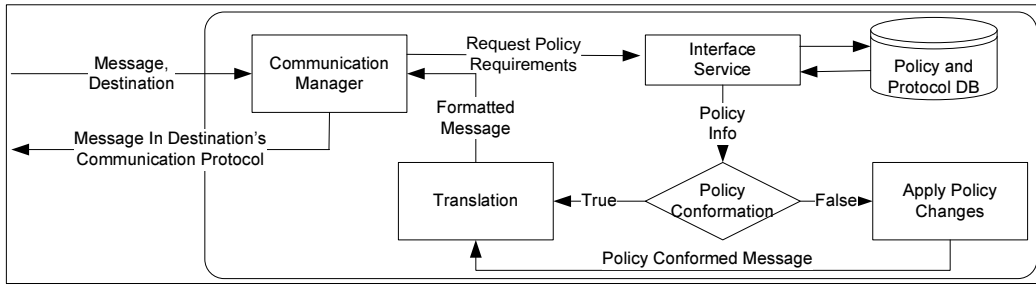 Message,
Destination
Communication
Manager
Request Policy
Requirements
Interface
Service
Policy and
Protocol DB
Message In Destination's
Communication Protocol
Formatted
Message
Policy
Info
Translation
True
Policy
Conformation
False
Apply Policy
Changes
Policy Conformed Message